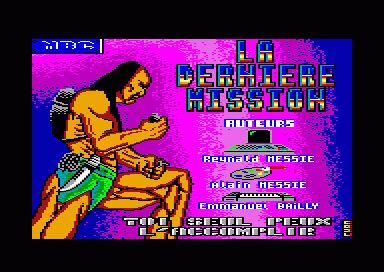 MBC
LA
DERNIERE
MISSION
AUTEURS
Reynald MESSIE
Alain MESSIE
Emmanuel BAILLY
TOI SEUL PEUX
L'ACCOMPLIR